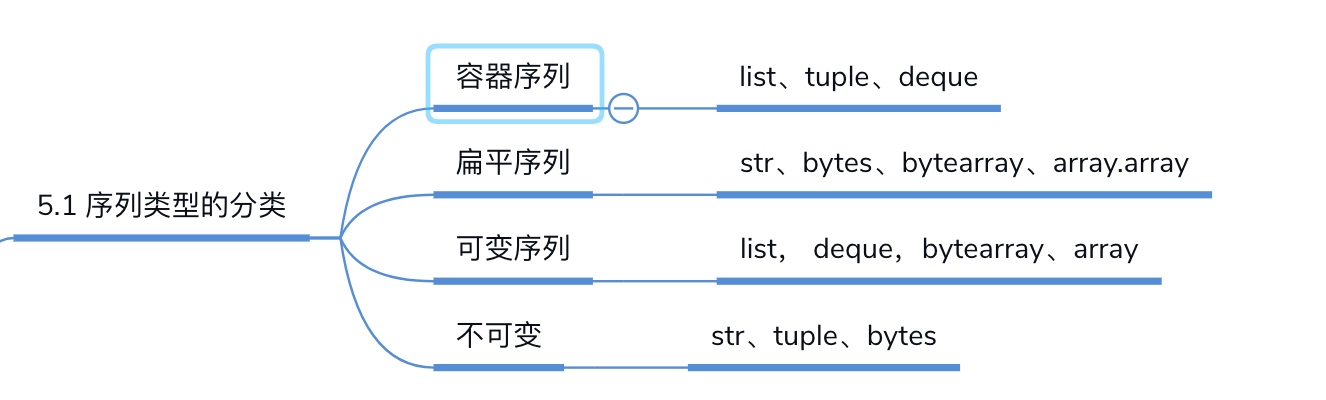 容器序列
list、tuple、deque
扁平序列
str、bytes、bytearray、array.array
5.1 序列类型的分类
可变序列
list， deque，bytearray、array
不可变
str、tuple、bytes